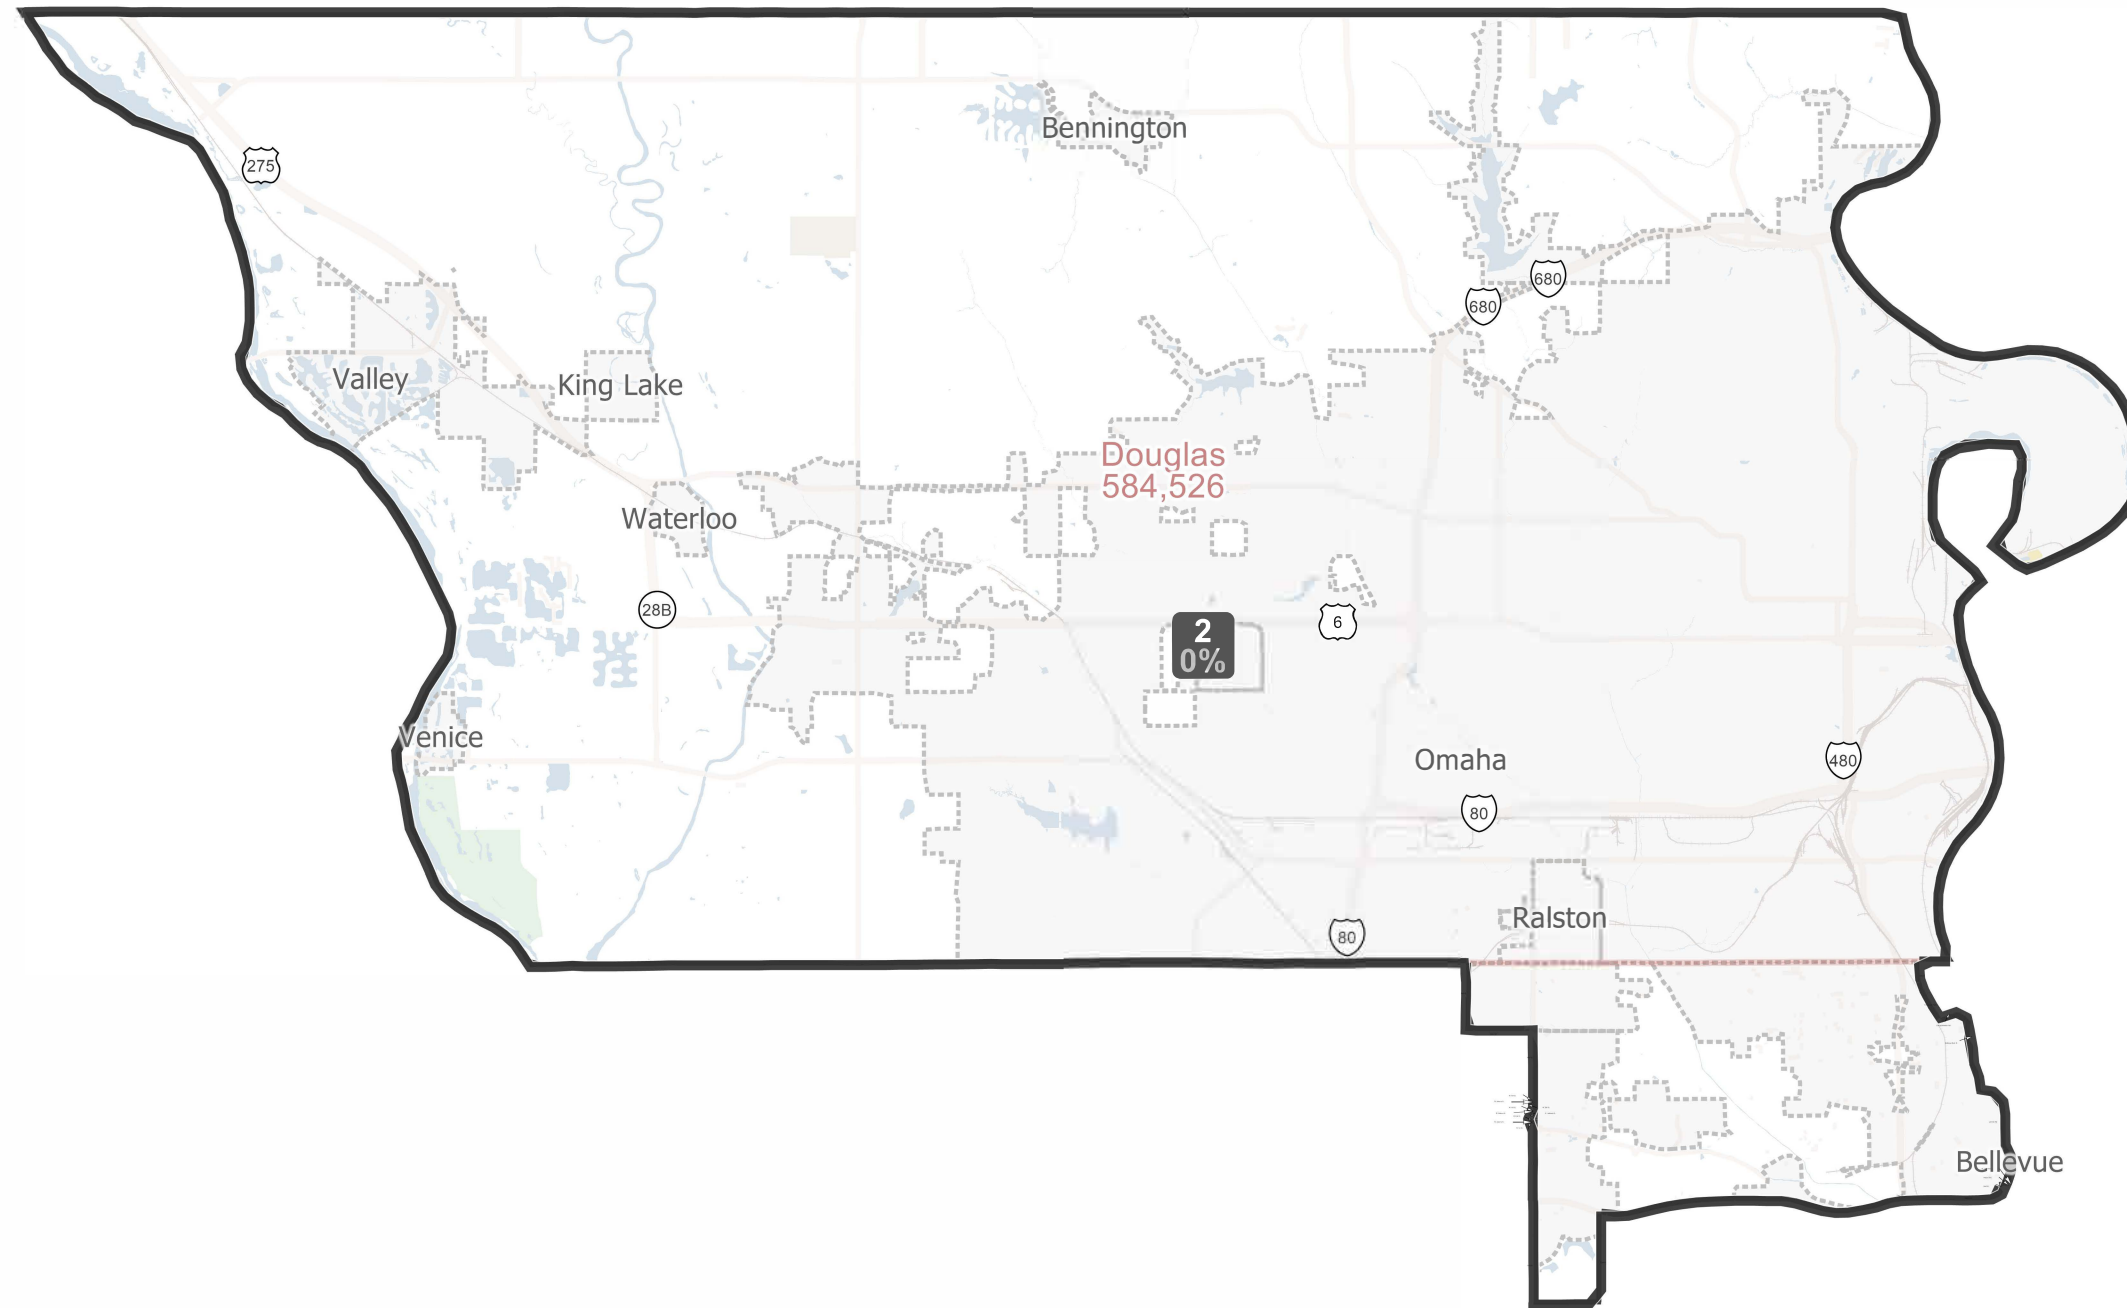 Bennington
275
680
680
Valley
King Lake
Douglas
584,526
Waterloo
28B
6
2
0%
Venice
Omaha
480
80
Ralston
80
Bellevue